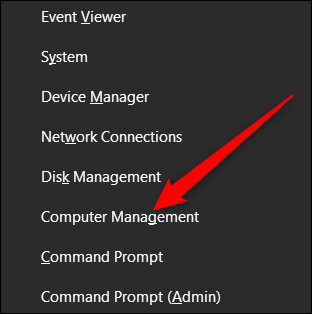 Event Viewer
System
Device Manager
Network Connections
Disk Management
Computer Management
Command Prompt
Command Prompt (Admin)